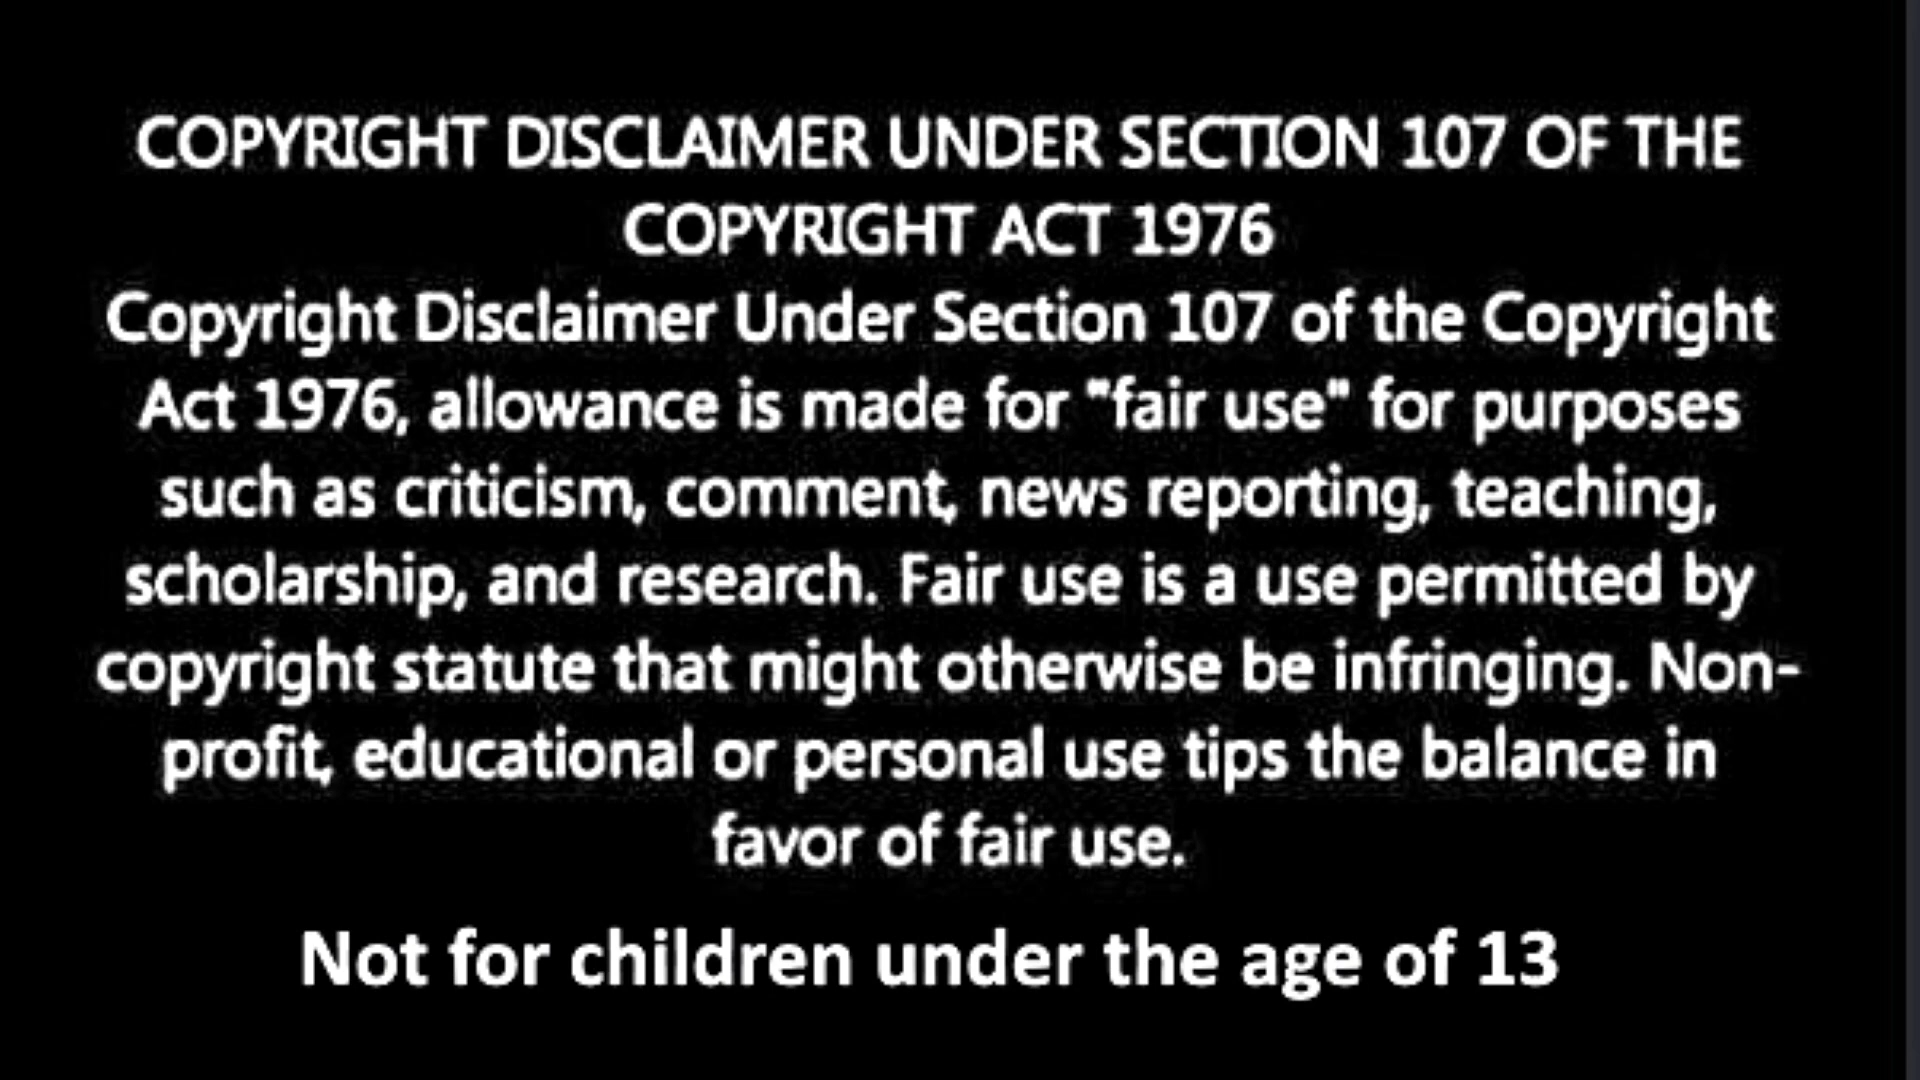 COPYRIGHT DISCLAIMER UNDER SECTION 107 OF THE
COPYRIGHT ACT 1976
Copyright Disclaimer Under Section 107 of the Copyright
Act 1976, allowance is made for "fair use" for purposes
such as criticism, comment, news reporting, teaching,
scholarship, and research. Fair use is a use permitted by
copyright statute that might otherwise be infringing. Non-
profit, educational or personal use tips the balance in
favor of fair use.
Not for children under the age of 13